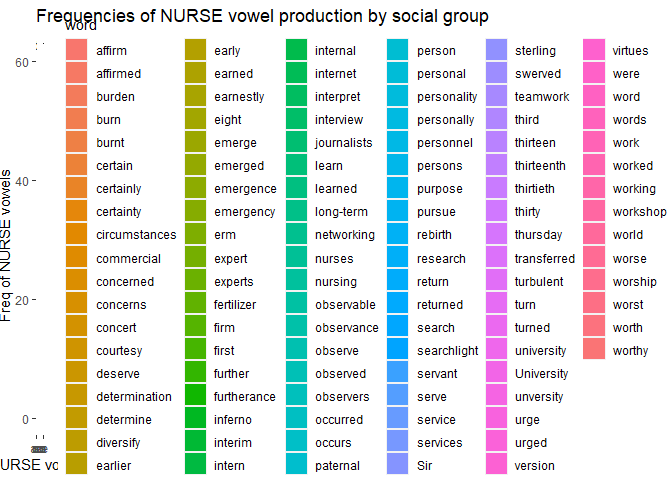 Frequencies of NURSE vowel production by social group
word
Freq of NURSE vowels
60
40
20
0
URSE vo
affirm
affirmed
burden
burn
burnt
certain
certainly
certainty
circumstances
commercial
concerned
concerns
concert
courtesy
deserve
determination
determine
diversify
earlier
early
earned
earnestly
eight
emerge
emerged
emergence
emergency
erm
expert
experts
fertilizer
firm
first
further
furtherance
inferno
interim
intern
internal
internet
interpret
interview
journalists
learn
learned
long-term
networking
nurses
nursing
observable
observance
observe
observed
observers
occurred
occurs
paternal
person
personal
personality
personally
personnel
persons
purpose
pursue
rebirth
research
return
returned
search
searchlight
servant
serve
service
services
Sir
sterling
swerved
teamwork
third
thirteen
thirteenth
thirtieth
thirty
thursday
transferred
turbulent
turn
turned
university
University
unversity
urge
urged
version
virtues
were
word
words
work
worked
working
workshop
world
worse
worship
worst
worth
worthy